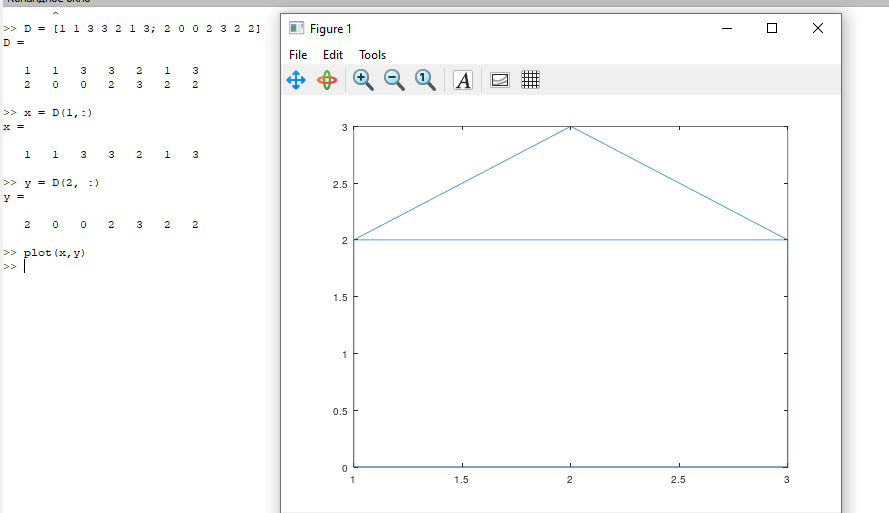 Командное окно
^
>> D = [1 1 3 3 2 1 3; 2 0 0 2 3 2 2]
D =
1 1 3 3 2 1 3
2 0 0 2 3 2 2
>> x = D(1,:)
x =
1 1 3 3 2 1 3
>> y = D(2, :)
y =
2 0 0 2 3 2 2
>> plot(x,y)
>>
Figure 1
File Edit Tools
1 A
3
2.5
2
1.5
1
0.5
0
1 1.5 2 2.5 3